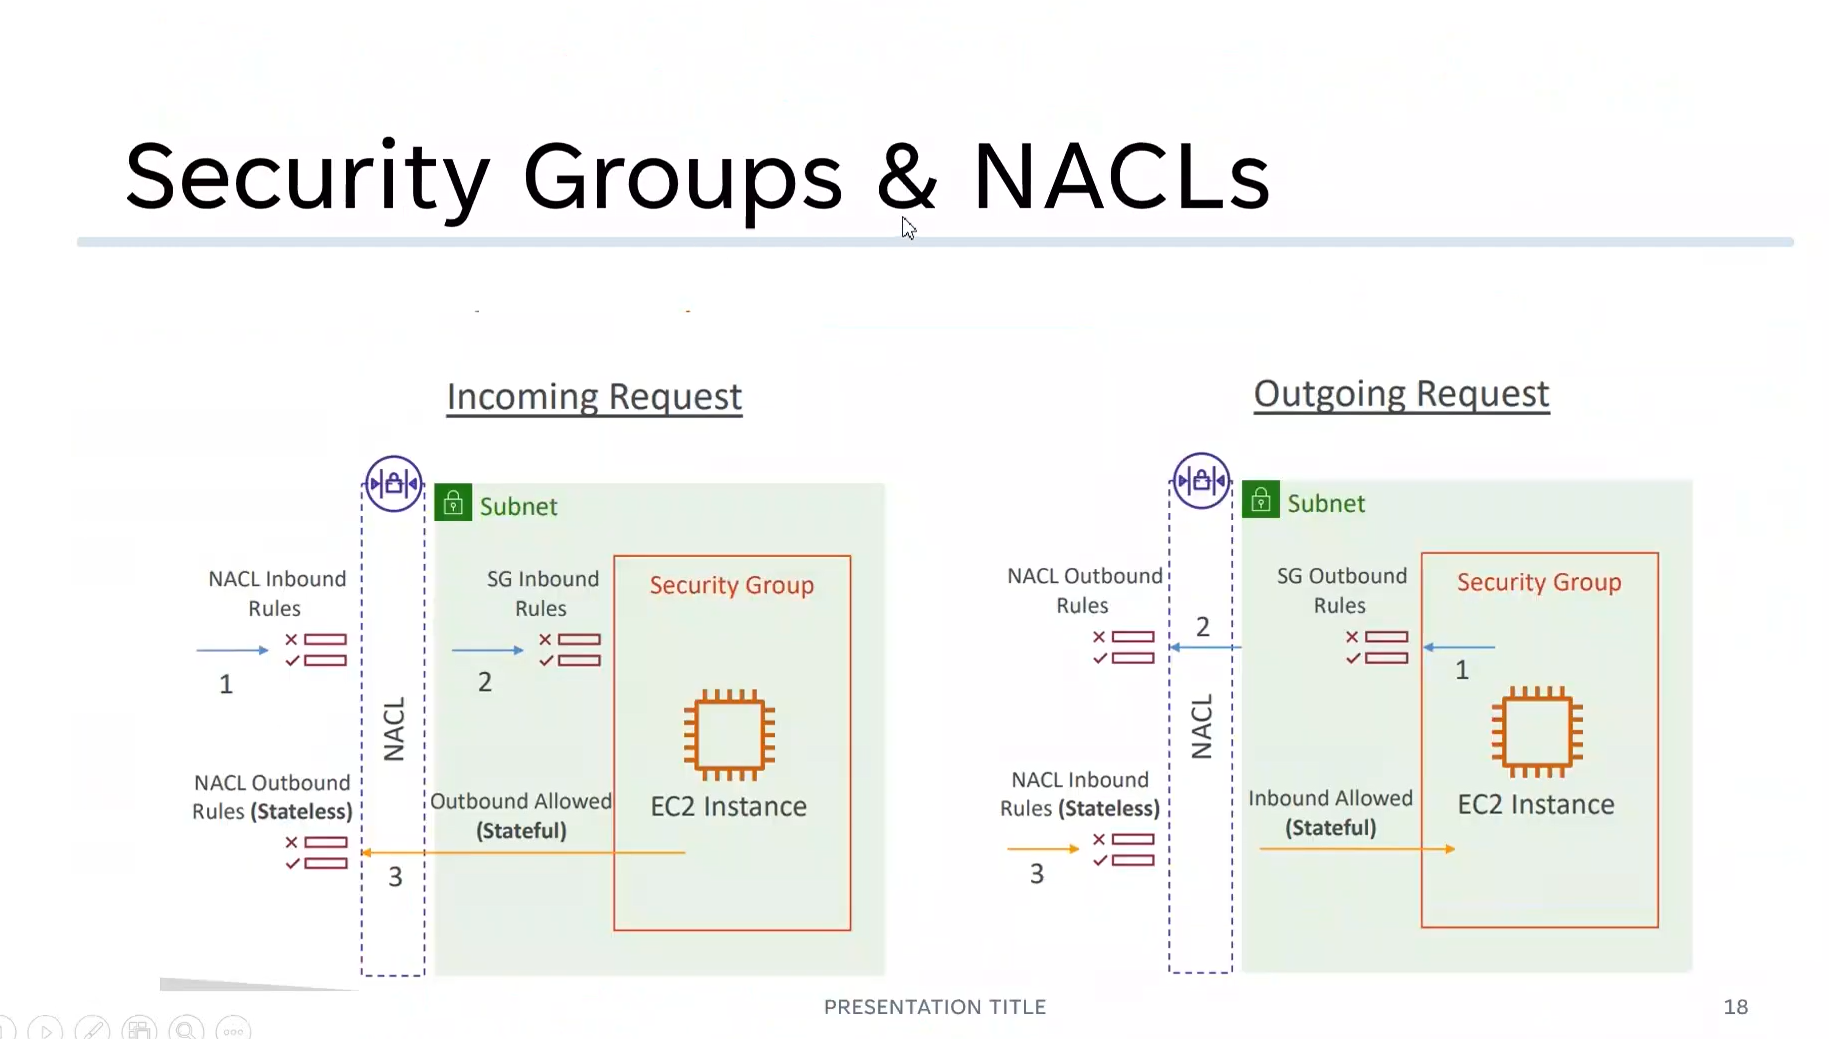 Security Groups & NACLs
Incoming Request
Subnet
NACL Inbound
Rules
1
SG Inbound
Rules
2
Security Group
NACL
EC2 Instance
NACL Outbound
Rules (Stateless)
Outbound Allowed
(Stateful)
3
Outgoing Request
Subnet
NACL Outbound
Rules
2
SG Outbound
Rules
1
Security Group
NACL
EC2 Instance
NACL Inbound
Rules (Stateless)
3
Inbound Allowed
(Stateful)
PRESENTATION TITLE
18